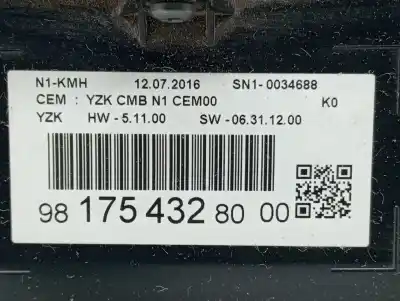 N1-KMH 12.07.2016 SN1- 0034688
CEM : YZK CMB N1 CEM00 K0
YZK HW - 5.11.00 SW - 06.31.12.00
98 175 432 80 00